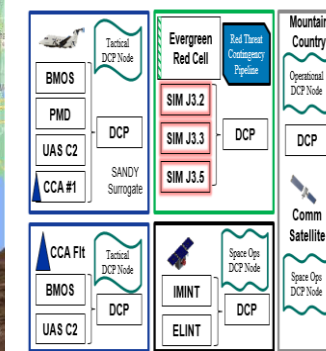 Tactical
DCP Node
BMOS
PMD
UAS C2
CCA #1
DCP
SANDY
Surrogate
Evergreen
Red Cell
Red Threat
Contingency
Pipeline
SIM J3.2
SIM J3.3
SIM J3.5
DCP
Mountain
Country
Operational
DCP Node
DCP
Comm
Satellite
Space Ops
DCP Node
CCA Flt
Tactical
DCP Node
BMOS
UAS C2
DCP
Space Ops
DCP Node
IMINT
ELINT
DCP